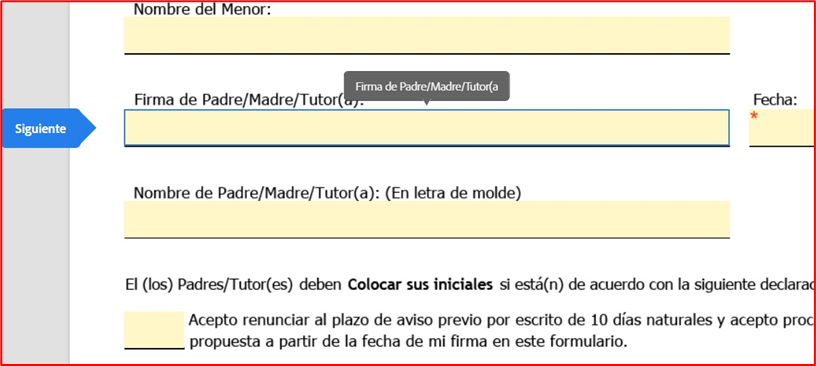 Nombre del Menor:
Firma de Padre/Madre/Tutor(a
Firma de Padre/Madre/Tutor(a): Fecha:
Siguiente
*
Nombre de Padre/Madre/Tutor(a): (En letra de molde)
El (los) Padres/Tutor(es) deben Colocar sus iniciales si está(n) de acuerdo con la siguiente declarac
Acepto renunciar al plazo de aviso previo por escrito de 10 días naturales y acepto proc
propuesta a partir de la fecha de mi firma en este formulario.